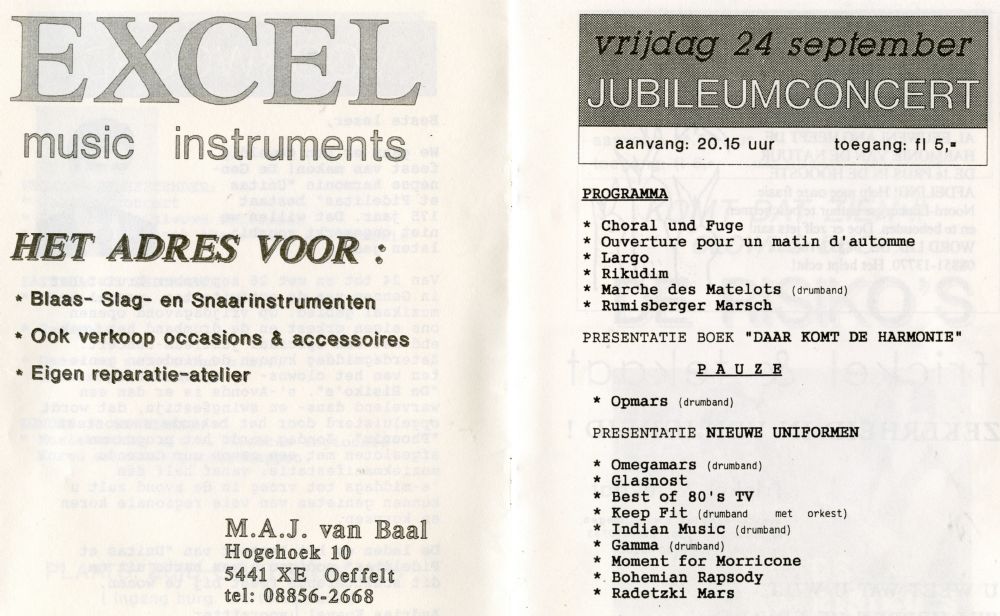 EXCEL
music instruments
HET ADRES VOOR :
* Blaas- Slag- en Snaarinstrumenten
* Ook verkoop occasions & accessoires
* Eigen reparatie-atelier
M.A.J. van Baal
Hogehoek 10
5441 XE Oeffelt
tel: 08856-2668
vrijdag 24 september
JUBILEUMCONCERT
aanvang: 20.15 uur toegang: fl 5,=
PROGRAMMA
* Choral und Fuge
* Ouverture pour un matin d'automme
* Largo
* Rikudim
* Marche des Matelots (drumband)
* Rumisberger Marsch
PRESENTATIE BOEK "DAAR KOMT DE HARMONIE"
P A U Z E
* Opmars (drumband)
PRESENTATIE NIEUWE UNIFORMEN
* Omegamars (drumband)
* Glasnost
* Best of 80's TV
* Keep Fit (drumband met orkest)
* Indian Music (drumband)
* Gamma (drumband)
* Moment for Morricone
* Bohemian Rapsody
* Radetzki Mars